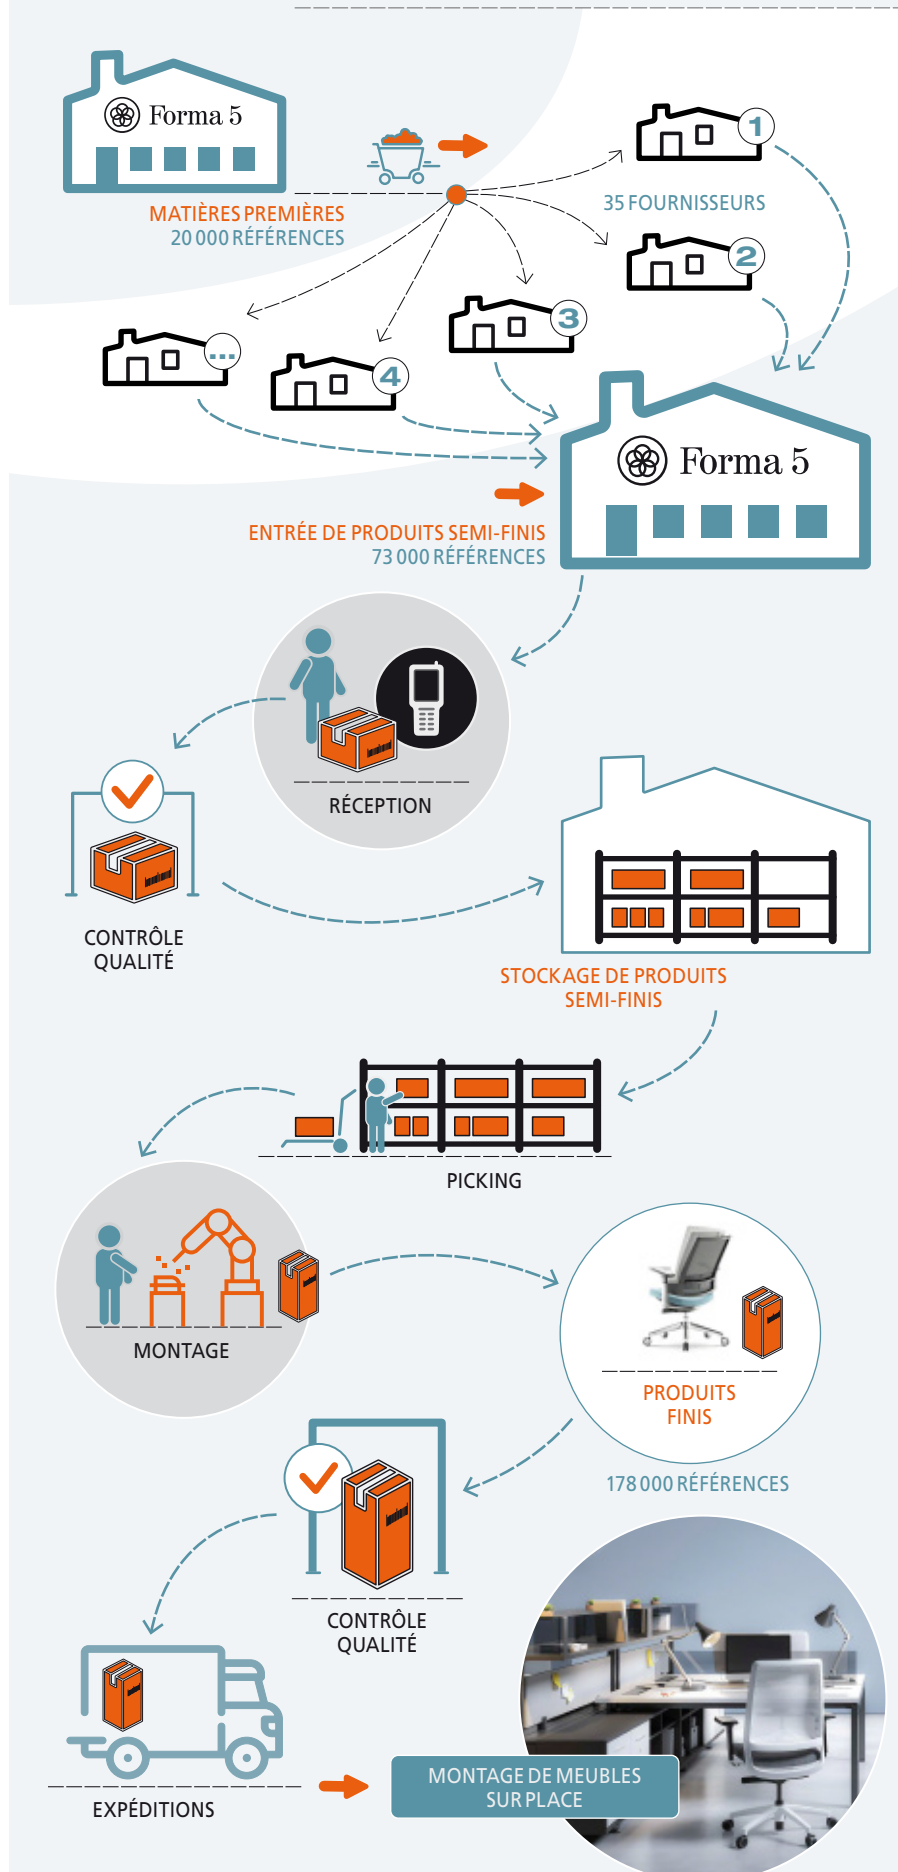 Forma 5
1
MATIÈRES PREMIÈRES
20 000 RÉFÉRENCES
35 FOURNISSEURS
2
3
...
4
Forma 5
ENTRÉE DE PRODUITS SEMI-FINIS
73 000 RÉFÉRENCES
RÉCEPTION
CONTRÔLE
QUALITÉ
STOCKAGE DE PRODUITS
SEMI-FINIS
PICKING
MONTAGE
PRODUITS
FINIS
178 000 RÉFÉRENCES
CONTRÔLE
QUALITÉ
EXPÉDITIONS
MONTAGE DE MEUBLES
SUR PLACE